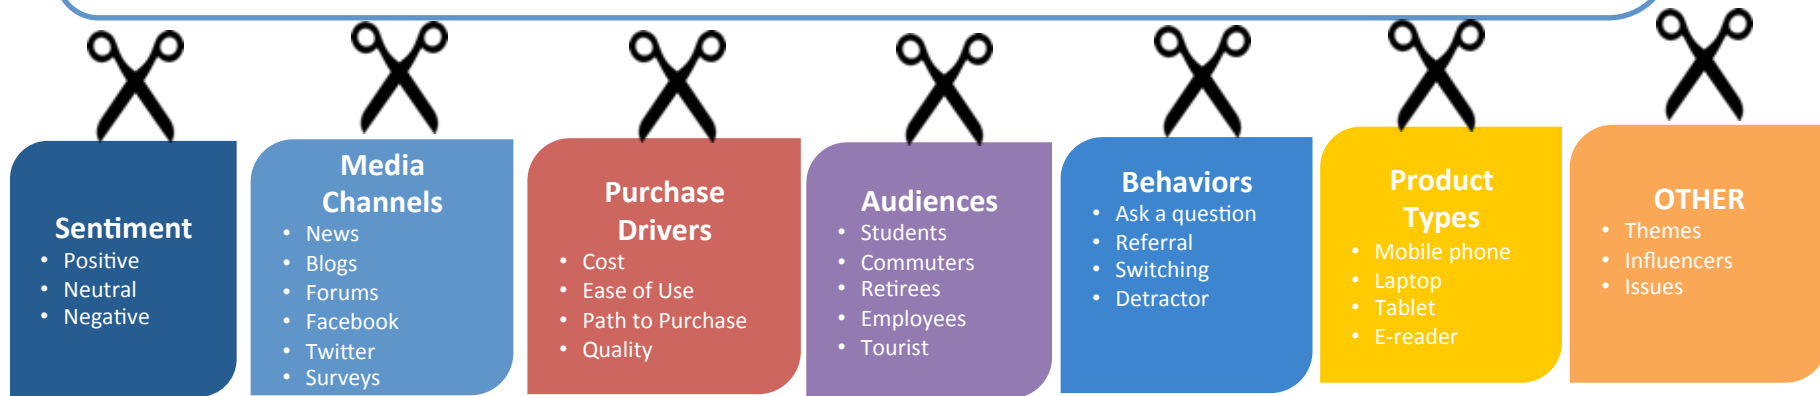 Sentiment
• Positive
• Neutral
• Negative
Media
Channels
• News
• Blogs
• Forums
• Facebook
• Twitter
• Surveys
Purchase
Drivers
• Cost
• Ease of Use
• Path to Purchase
• Quality
Audiences
• Students
• Commuters
• Retirees
• Employees
• Tourist
Behaviors
• Ask a question
• Referral
• Switching
• Detractor
Product
Types
• Mobile phone
• Laptop
• Tablet
• E-reader
OTHER
• Themes
• Influencers
• Issues